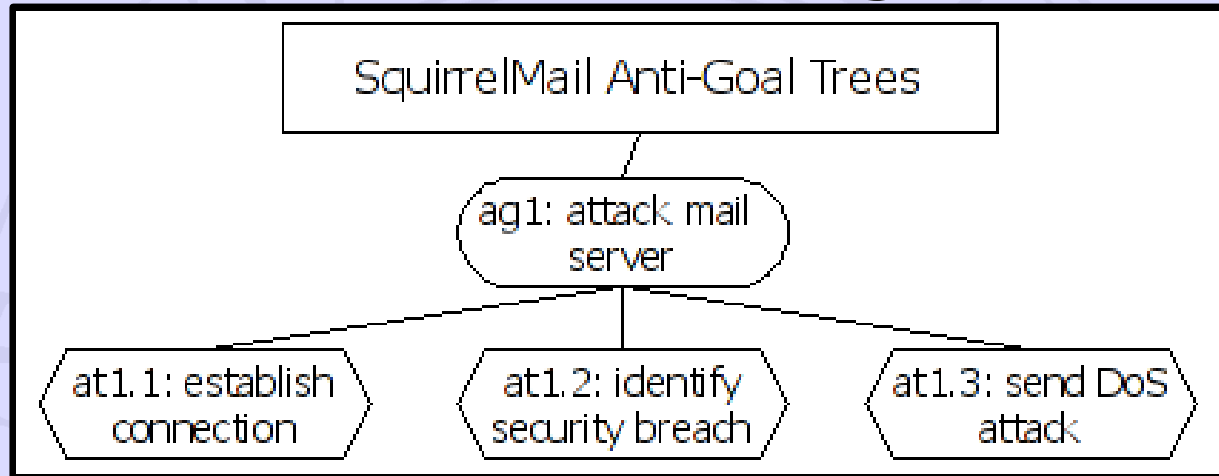 SquirrelMail Anti-Goal Trees
ag1: attack mail
server
at1.1: establish
connection
at1.2: identify
security breach
at1.3: send DoS
attack